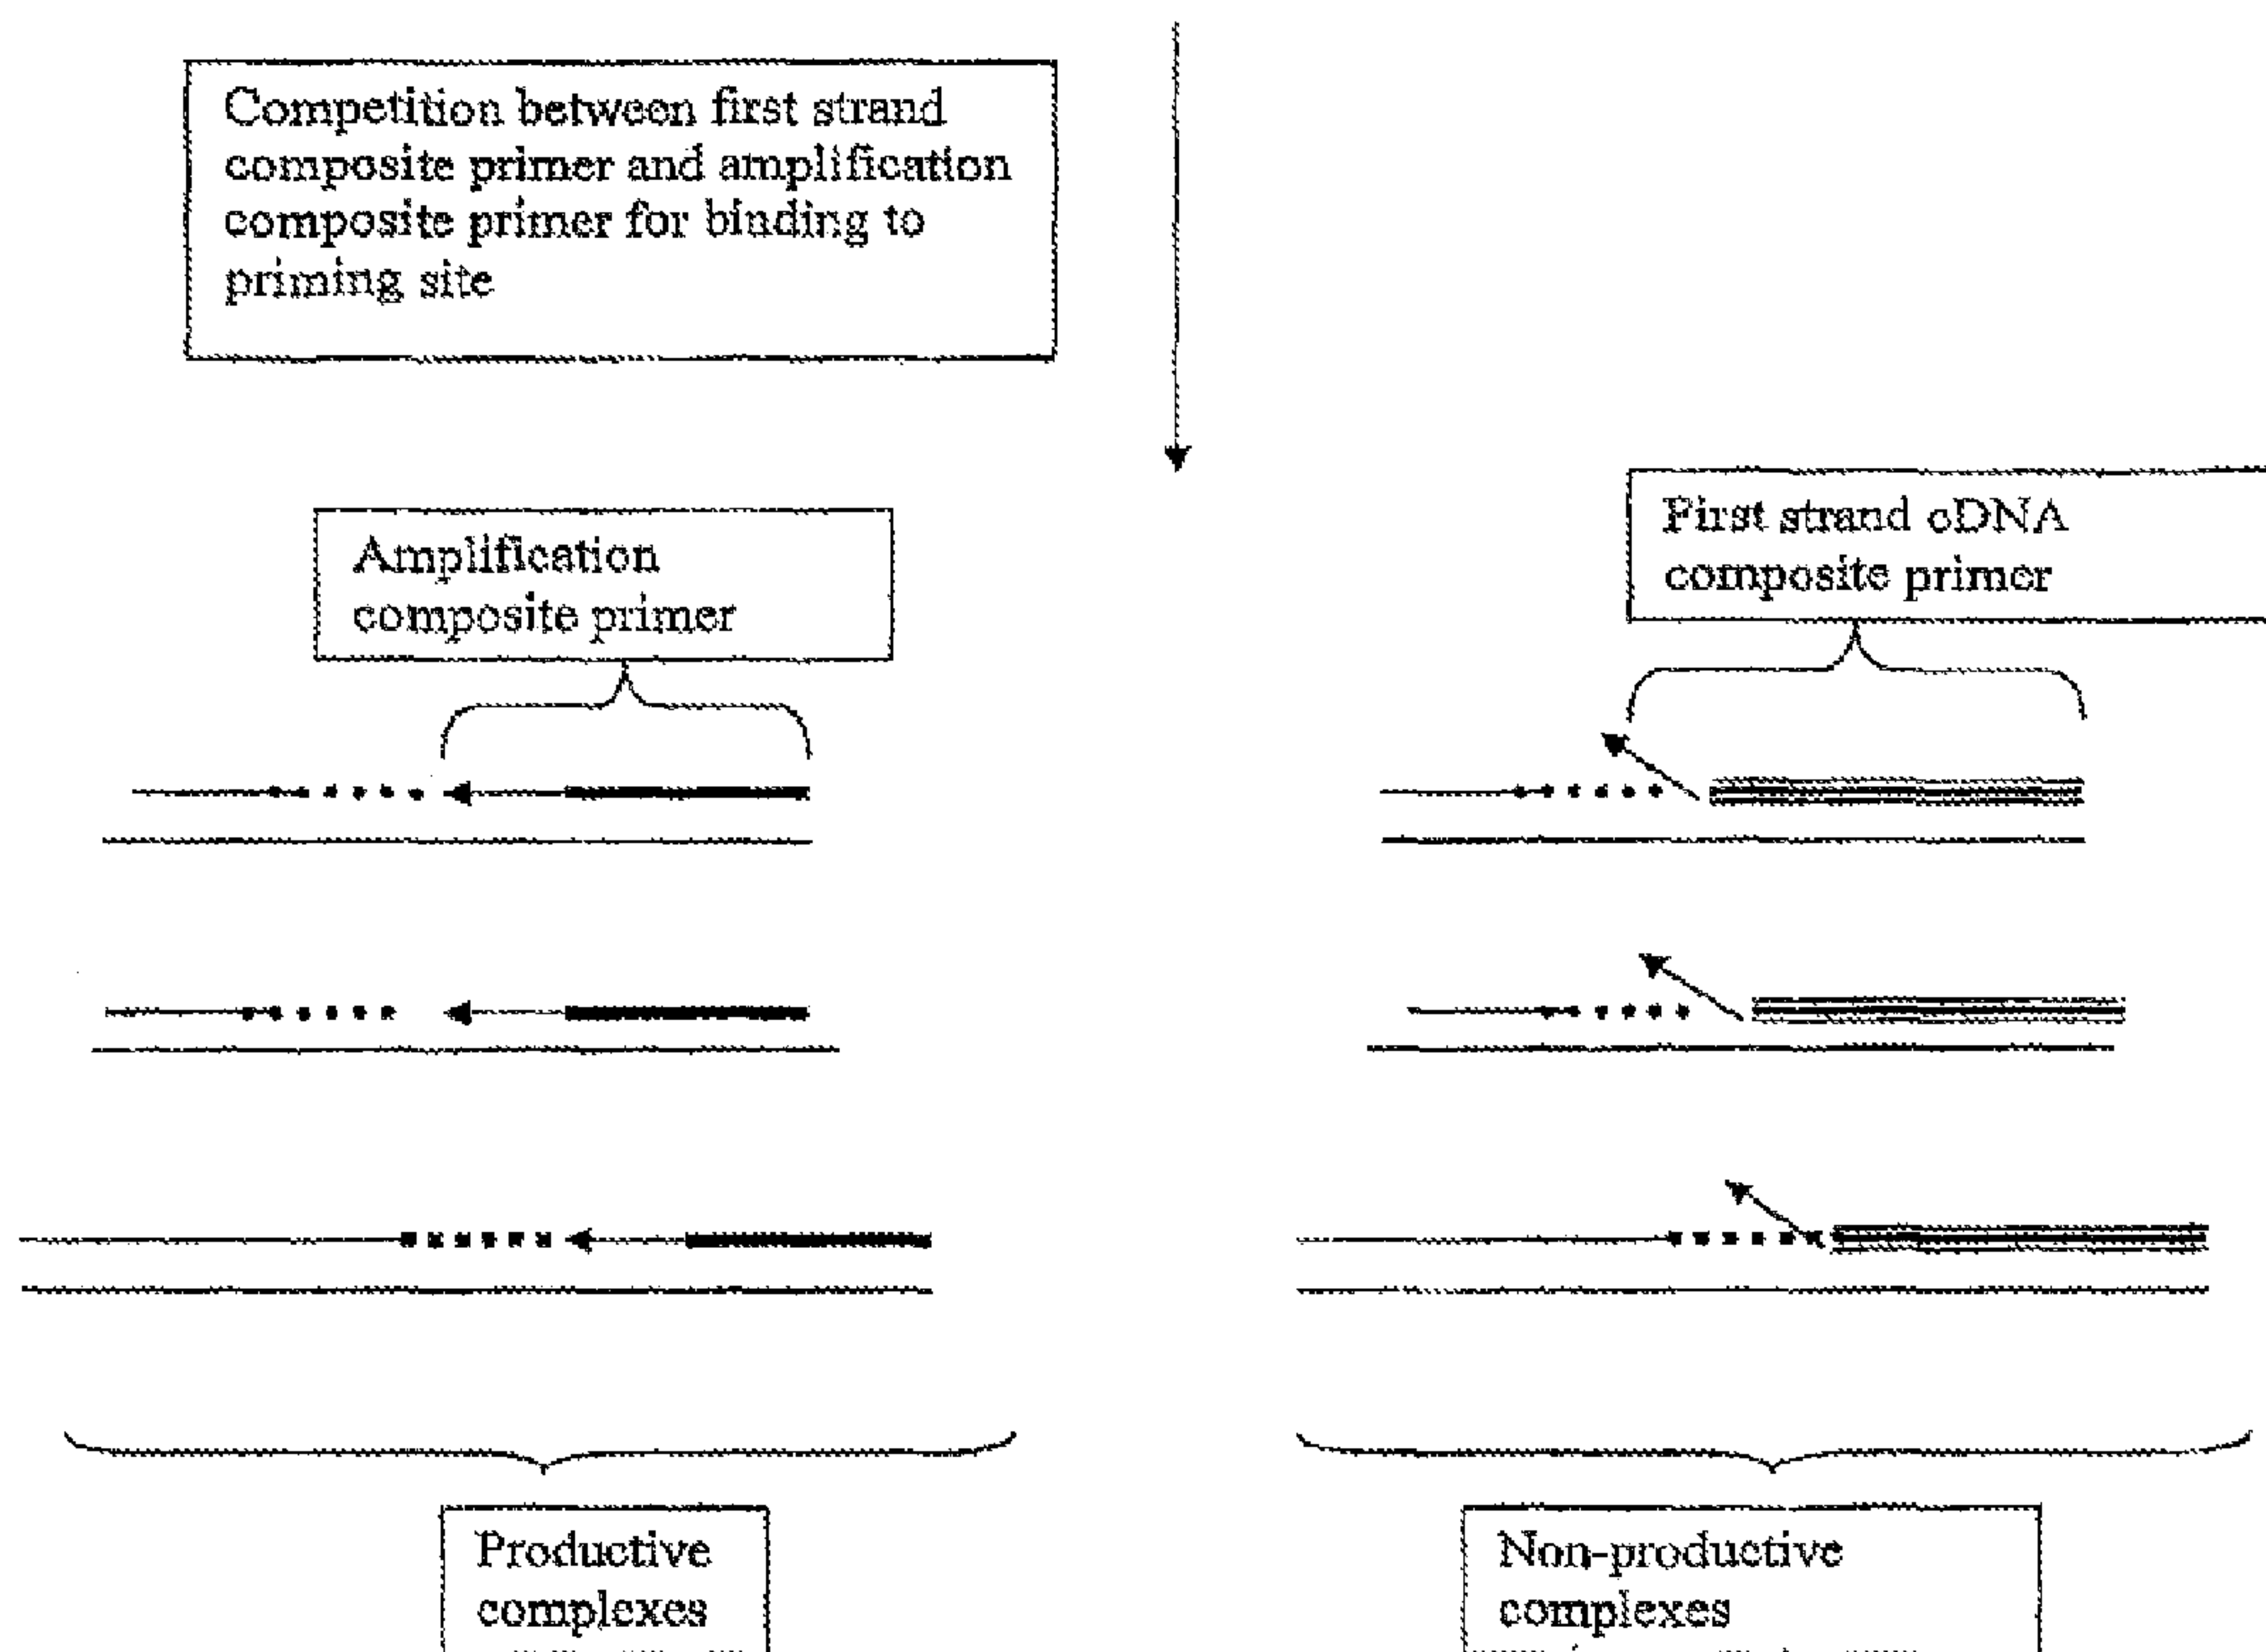 Competition between first strand
composite primer and amplification
composite primer for binding to
priming site
Amplification
composite primer
First strand cDNA
composite primer
Productive
complexes
Non-productive
complexes